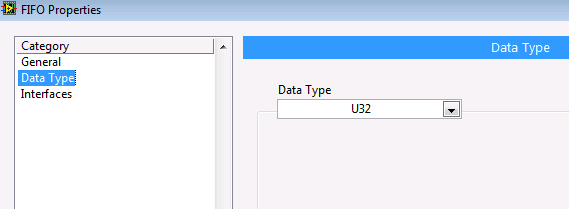 FIFO Properties
Category
General
Data Type
Interfaces
Data Type
Data Type
U32